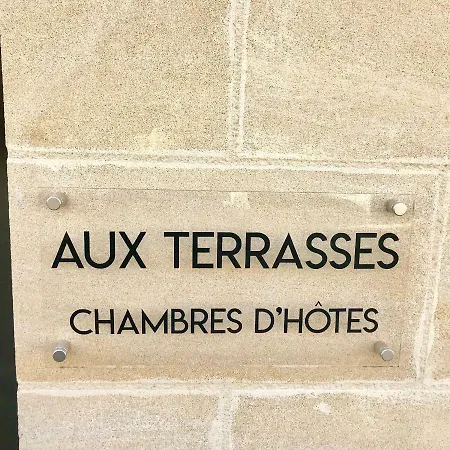 AUX TERRASSES
CHAMBRES D'HÔTES